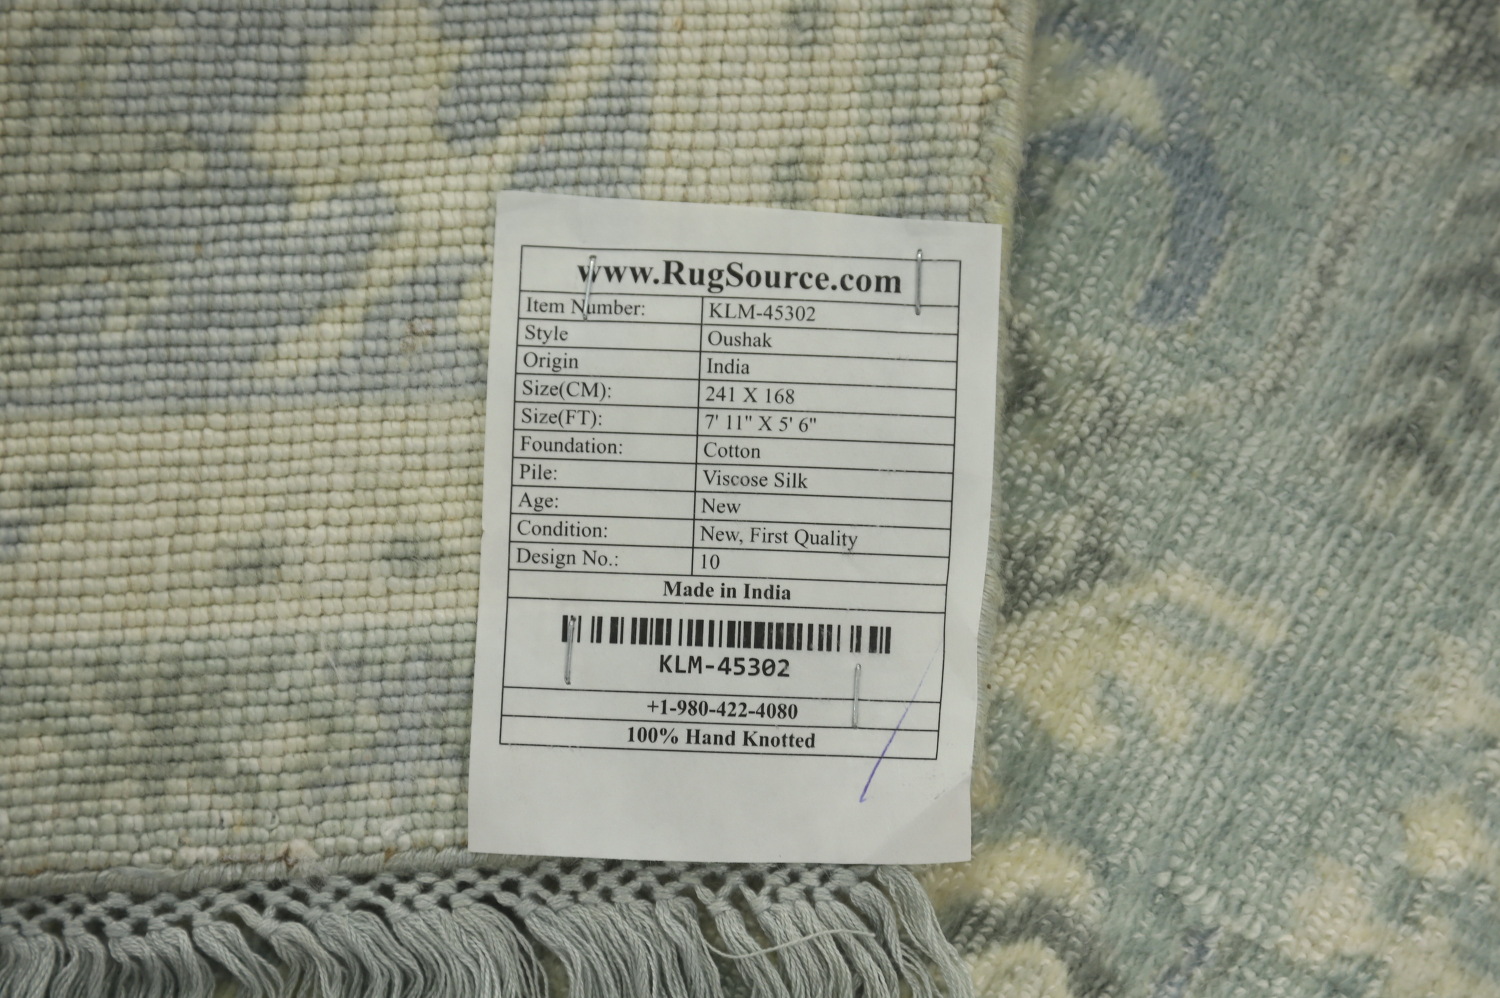 www.RugSource.com
Item Number: KLM-45302
Style Oushak
Origin India
Size(CM): 241 X 168
Size(FT): 7' 11" X 5' 6"
Foundation: Cotton
Pile: Viscose Silk
Age: New
Condition: New, First Quality
Design No.: 10
Made in India
KLM-45302
+1-980-422-4080
100% Hand Knotted